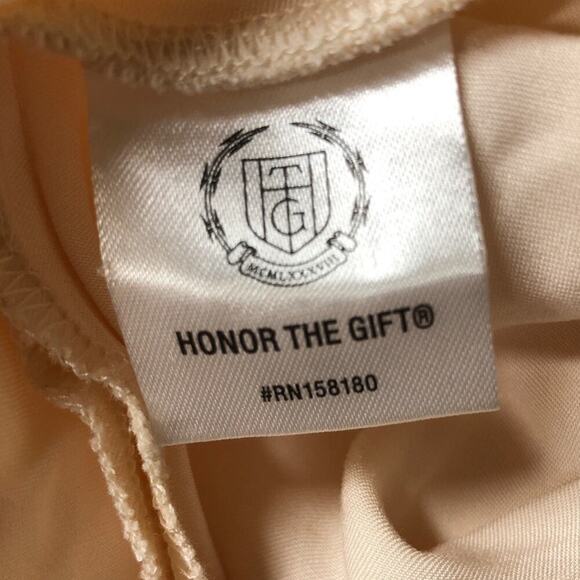 HTG
MCMLXXXVIII
HONOR THE GIFT®
#RN158180